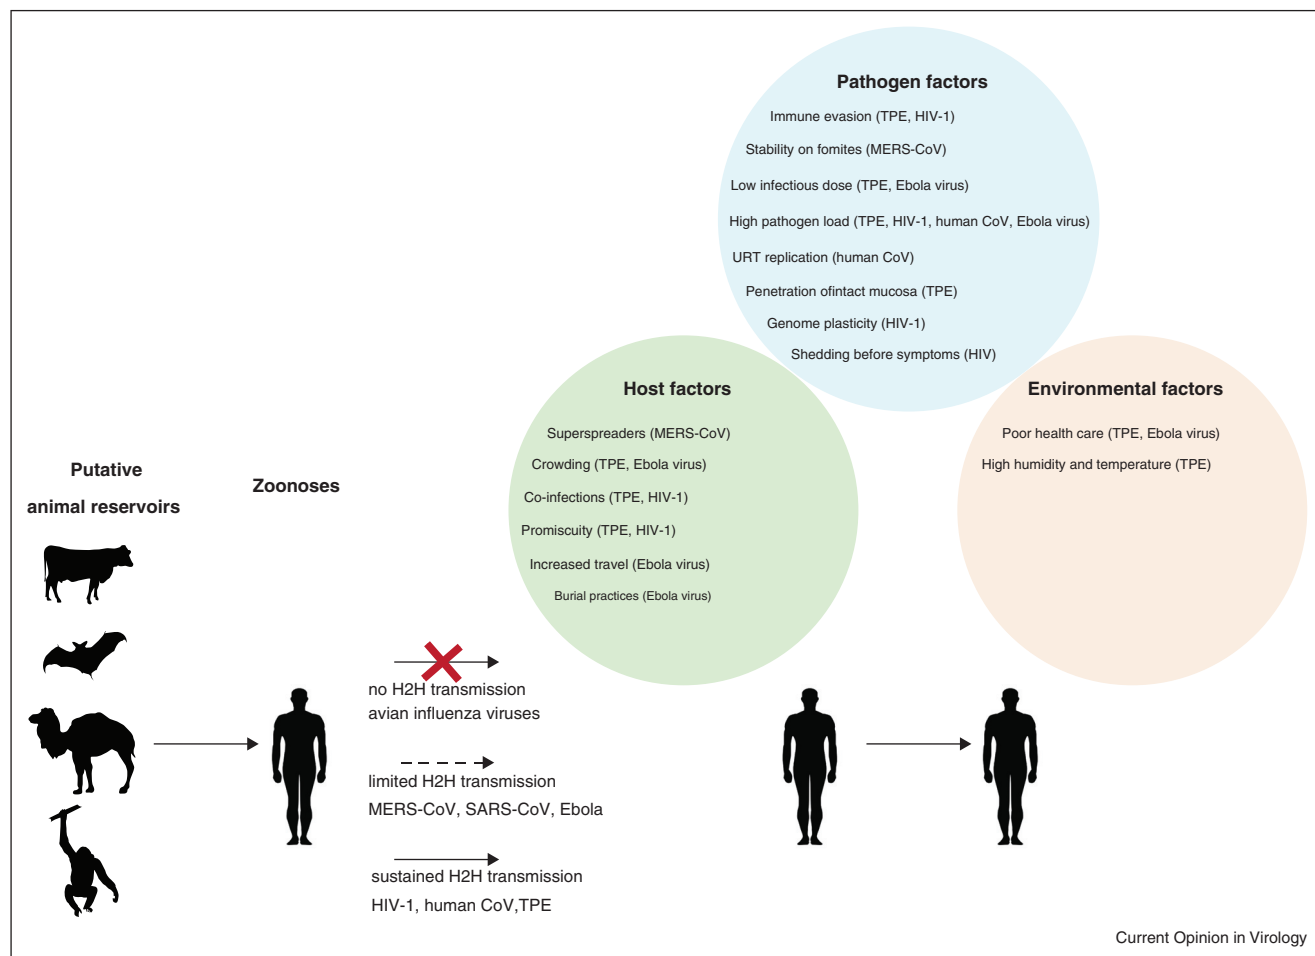 Pathogen factors
Immune evasion (TPE, HIV-1)
Stability on fomites (MERS-CoV)
Low infectious dose (TPE, Ebola virus)
High pathogen load (TPE, HIV-1, human CoV, Ebola virus)
URT replication (human CoV)
Penetration ofintact mucosa (TPE)
Genome plasticity (HIV-1)
Shedding before symptoms (HIV)
Host factors
Superspreaders (MERS-CoV)
Crowding (TPE, Ebola virus)
Co-infections (TPE, HIV-1)
Promiscuity (TPE, HIV-1)
Increased travel (Ebola virus)
Burial practices (Ebola virus)
Environmental factors
Poor health care (TPE, Ebola virus)
High humidity and temperature (TPE)
Putative
animal reservoirs
Zoonoses
no H2H transmission
avian influenza viruses
limited H2H transmission
MERS-CoV, SARS-CoV, Ebola
sustained H2H transmission
HIV-1, human CoV,TPE
Current Opinion in Virology